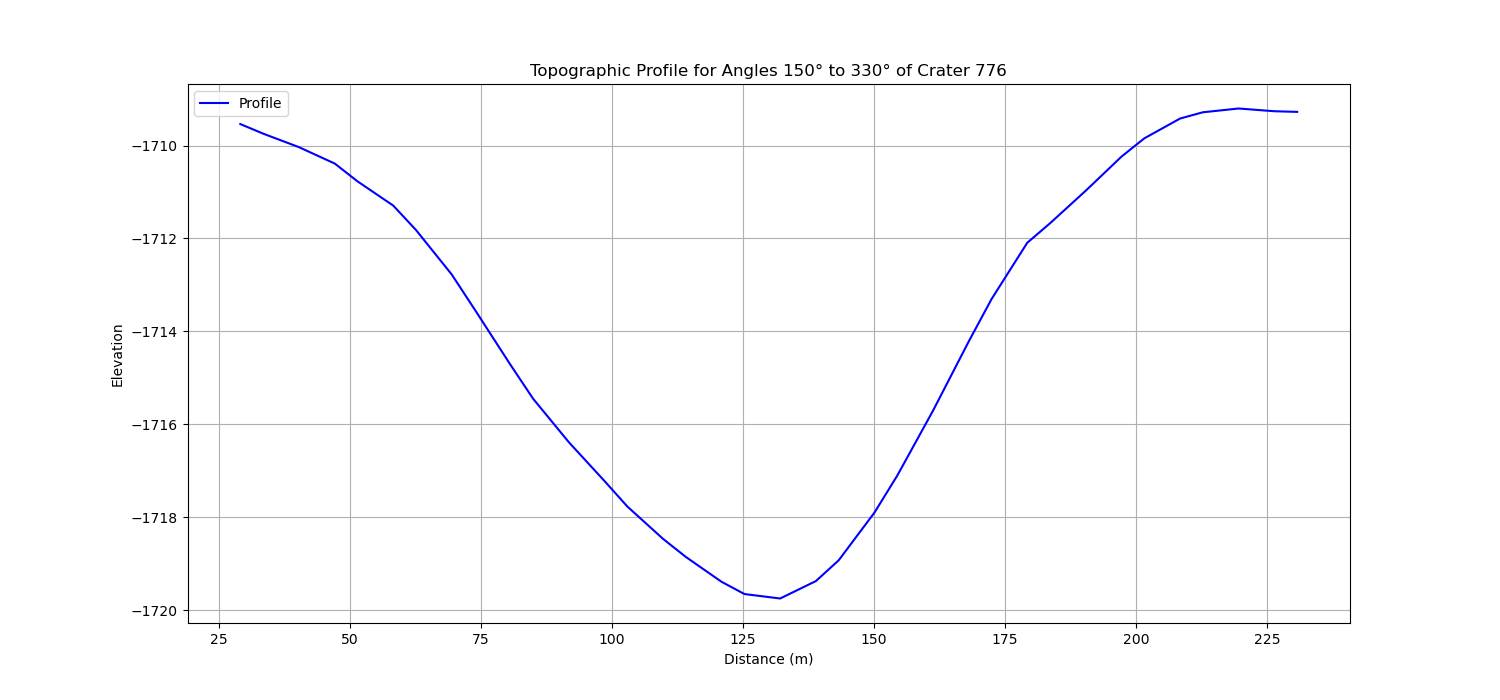 Topographic Profile for Angles 150° to 330° of Crater 776
Profile
−1710
−1712
−1714
−1716
−1718
−1720
Elevation
25 50 75 100 125 150 175 200 225
Distance (m)